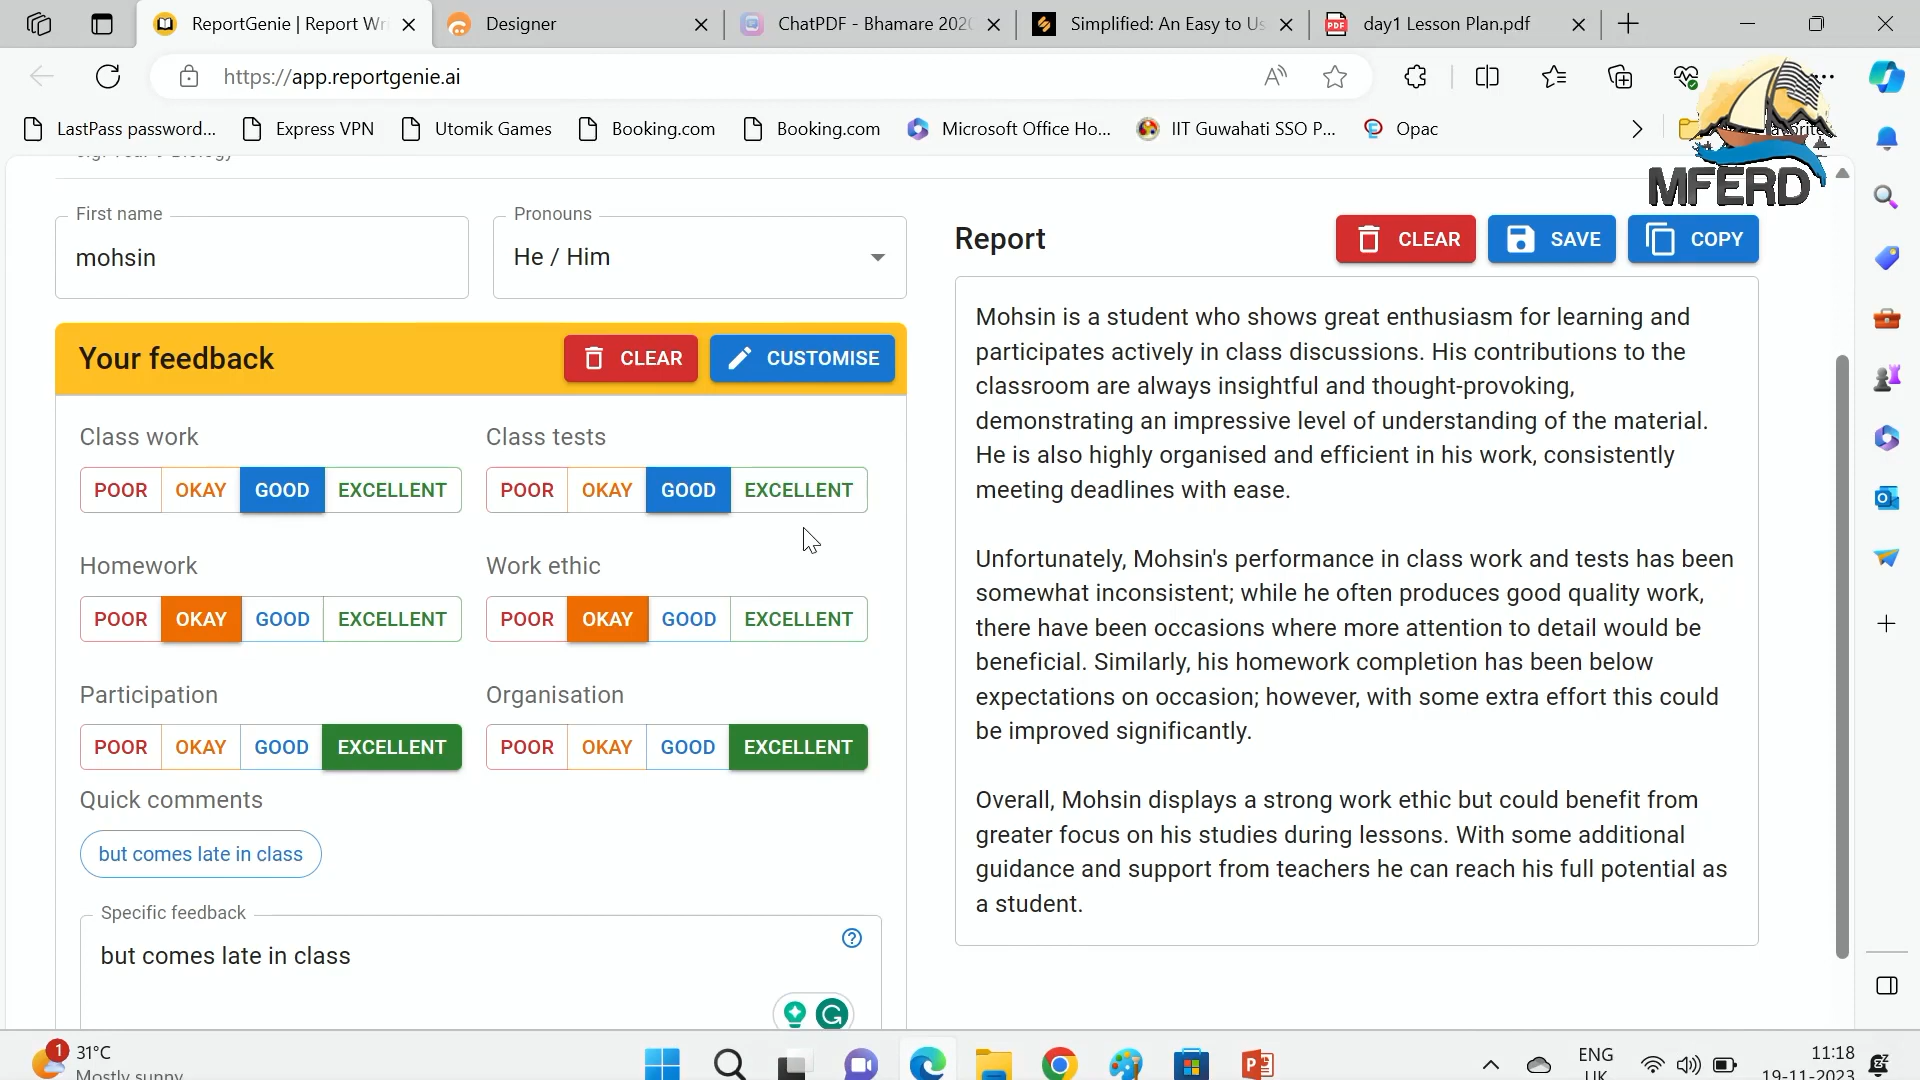 ReportGenie | Report Wri
Designer
ChatPDF - Bhamare 2020
Simplified: An Easy to Us
day1 Lesson Plan.pdf
https://app.reportgenie.ai
LastPass password...
Express VPN
Utomik Games
Booking.com
Booking.com
Microsoft Office Ho...
IIT Guwahati SSO P...
Opac
MFERD
First name
mohsin
Pronouns
He / Him
Your feedback
CLEAR
CUSTOMISE
Class work
POOR OKAY GOOD EXCELLENT
Class tests
POOR OKAY GOOD EXCELLENT
Homework
POOR OKAY GOOD EXCELLENT
Work ethic
POOR OKAY GOOD EXCELLENT
Participation
POOR OKAY GOOD EXCELLENT
Organisation
POOR OKAY GOOD EXCELLENT
Quick comments
but comes late in class
Specific feedback
but comes late in class
Report
CLEAR
SAVE
COPY
Mohsin is a student who shows great enthusiasm for learning and
participates actively in class discussions. His contributions to the
classroom are always insightful and thought-provoking,
demonstrating an impressive level of understanding of the material.
He is also highly organised and efficient in his work, consistently
meeting deadlines with ease.
Unfortunately, Mohsin's performance in class work and tests has been
somewhat inconsistent; while he often produces good quality work,
there have been occasions where more attention to detail would be
beneficial. Similarly, his homework completion has been below
expectations on occasion; however, with some extra effort this could
be improved significantly.
Overall, Mohsin displays a strong work ethic but could benefit from
greater focus on his studies during lessons. With some additional
guidance and support from teachers he can reach his full potential as
a student.
1
31°C
Mostly sunny
ENG
UK
11:18
19-11-2023